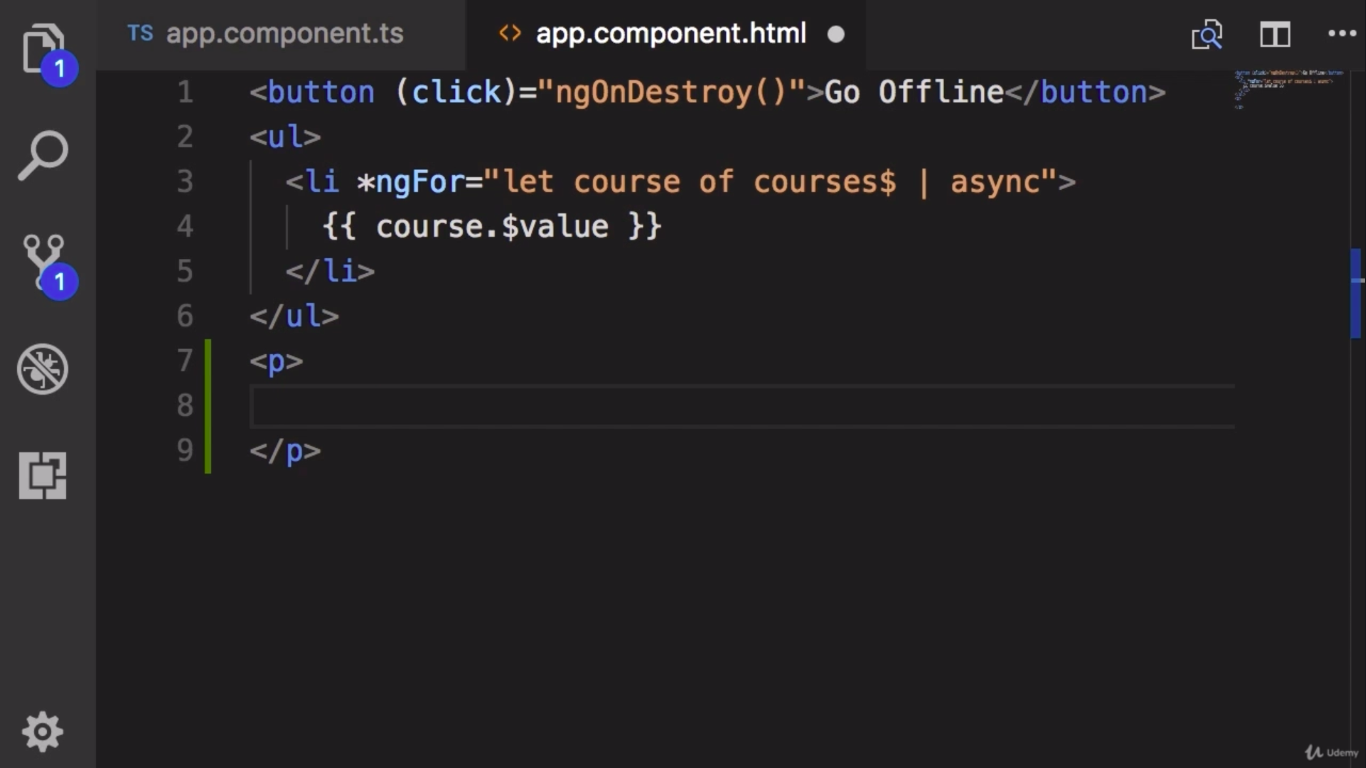 TS app.component.ts <> app.component.html
1
1
1 <button (click)="ngOnDestroy()">Go Offline</button>
2 <ul>
3 <li *ngFor="let course of courses$ | async">
4 {{ course.$value }}
5 </li>
6 </ul>
7 <p>
8
9 </p>
Udemy